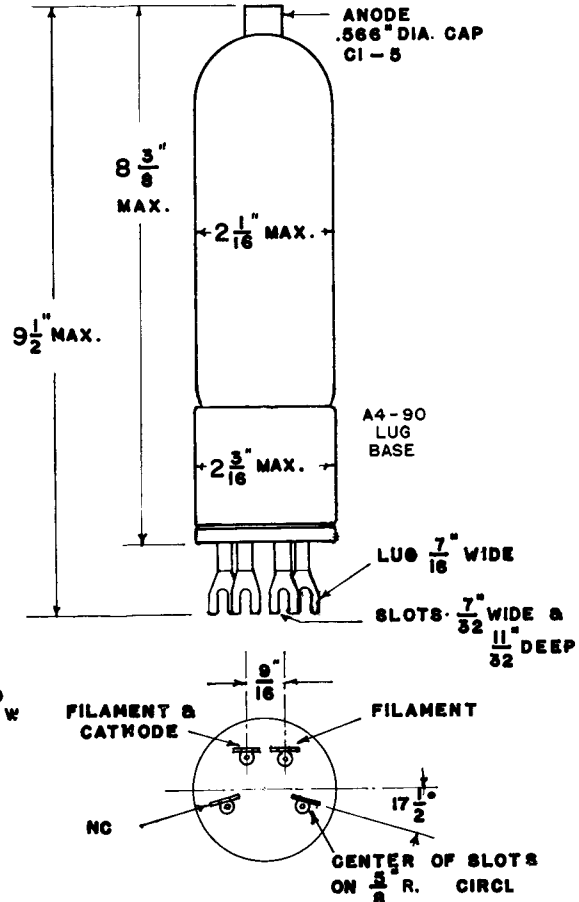 ANODE
.566" DIA. CAP
C1-5
8 3/8"
MAX.
2 1/16" MAX.
9 1/2" MAX.
A4-90
LUG
BASE
2 3/16" MAX.
LUG 7/16" WIDE
SLOTS. 7/32" WIDE &
11/32" DEEP
9/16"
W
FILAMENT &
CATHODE
FILAMENT
17 1/2°
NC
CENTER OF SLOTS
ON 5/8" R. CIRCL